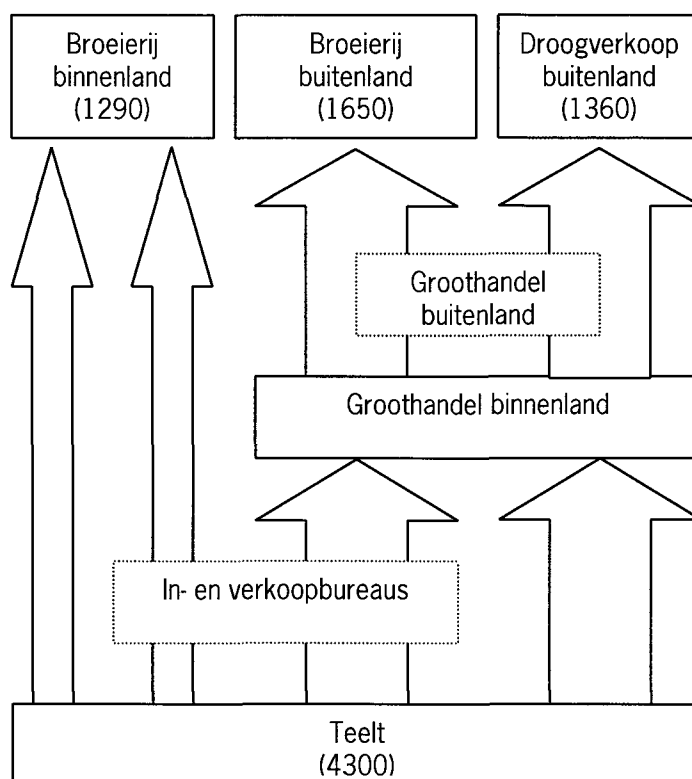 Broeierij
binnenland
(1290)
Broeierij
buitenland
(1650)
Droogverkoop
buitenland
(1360)
Groothandel
buitenland
Groothandel binnenland
In- en verkoopbureaus
Teelt
(4300)